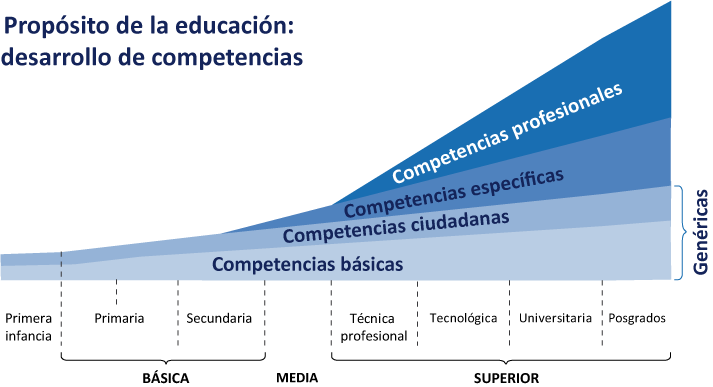 Propósito de la educación:
desarrollo de competencias
Competencias profesionales
Competencias específicas
Competencias ciudadanas
Competencias básicas
Genéricas
Primera
infancia
Primaria
Secundaria
Técnica
profesional
Tecnológica
Universitaria
Posgrados
BÁSICA
MEDIA
SUPERIOR